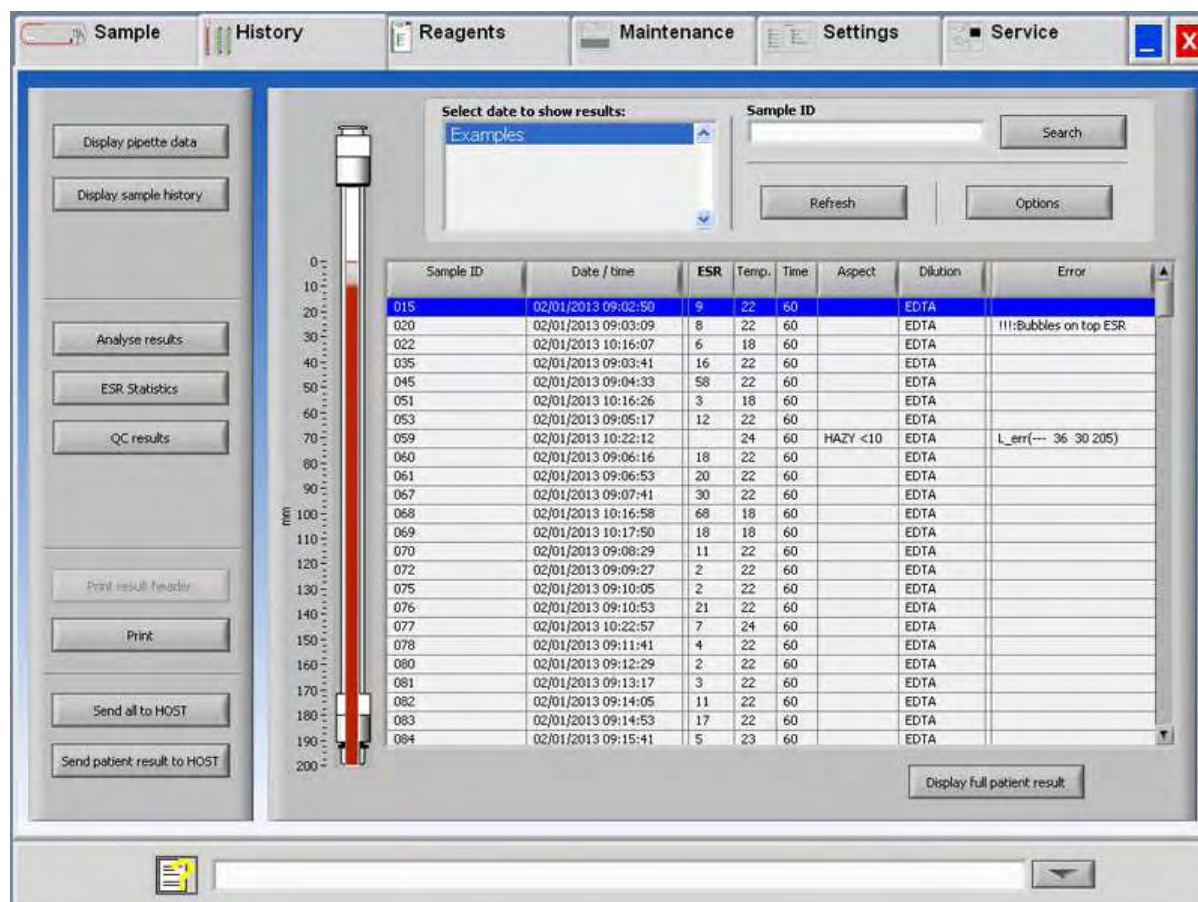 Sample History Reagents Maintenance Settings Service _ X
Display pipette data
Display sample history
Analyse results
ESR Statistics
QC results
Print result header
Print
Send all to HOST
Send patient result to HOST
0
10
20
30
40
50
60
70
80
90
mm 100
110
120
130
140
150
160
170
180
190
200
Select date to show results:
Examples
Sample ID
Search
Refresh Options
Sample ID Date / time ESR Temp. Time Aspect Dilution Error
015 02/01/2013 09:02:50 9 22 60 EDTA
020 02/01/2013 09:03:09 8 22 60 EDTA !!!:Bubbles on top ESR
022 02/01/2013 10:16:07 6 18 60 EDTA
035 02/01/2013 09:03:41 16 22 60 EDTA
045 02/01/2013 09:04:33 58 22 60 EDTA
051 02/01/2013 10:16:26 3 18 60 EDTA
053 02/01/2013 09:05:17 12 22 60 EDTA
059 02/01/2013 10:22:12 24 60 HAZY <10 EDTA L_err(--- 36 30 205)
060 02/01/2013 09:06:16 18 22 60 EDTA
061 02/01/2013 09:06:53 20 22 60 EDTA
067 02/01/2013 09:07:41 30 22 60 EDTA
068 02/01/2013 10:16:58 68 18 60 EDTA
069 02/01/2013 10:17:50 18 18 60 EDTA
070 02/01/2013 09:08:29 11 22 60 EDTA
072 02/01/2013 09:09:27 2 22 60 EDTA
075 02/01/2013 09:10:05 2 22 60 EDTA
076 02/01/2013 09:10:53 21 22 60 EDTA
077 02/01/2013 10:22:57 7 24 60 EDTA
078 02/01/2013 09:11:41 4 22 60 EDTA
080 02/01/2013 09:12:29 2 22 60 EDTA
081 02/01/2013 09:13:17 3 22 60 EDTA
082 02/01/2013 09:14:05 11 22 60 EDTA
083 02/01/2013 09:14:53 17 22 60 EDTA
084 02/01/2013 09:15:41 5 23 60 EDTA
Display full patient result